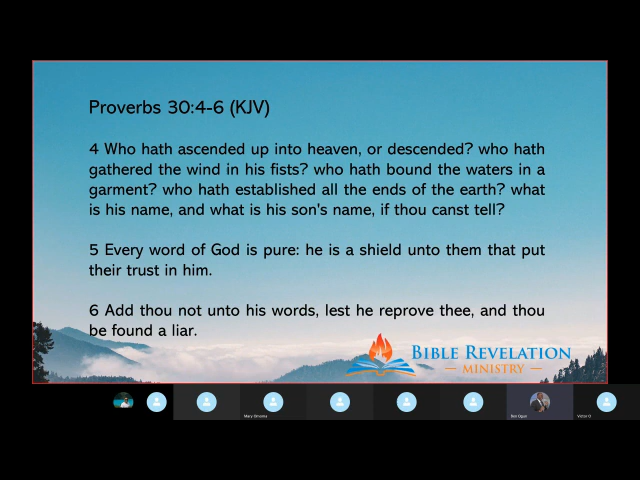 Proverbs 30:4-6 (KJV)
4 Who hath ascended up into heaven, or descended? who hath
gathered the wind in his fists? who hath bound the waters in a
garment? who hath established all the ends of the earth? what
is his name, and what is his son's name, if thou canst tell?
5 Every word of God is pure: he is a shield unto them that put
their trust in him.
6 Add thou not unto his words, lest he reprove thee, and thou
be found a liar.
BIBLE REVELATION
MINISTRY